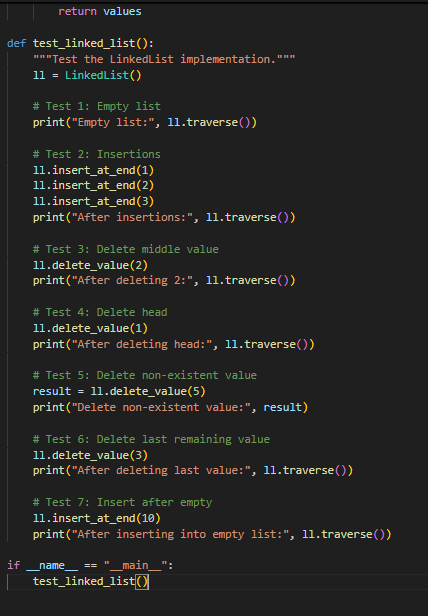 return values
def test_linked_list():
"""Test the LinkedList implementation."""
ll = LinkedList()
# Test 1: Empty list
print("Empty list:", ll.traverse())
# Test 2: Insertions
ll.insert_at_end(1)
ll.insert_at_end(2)
ll.insert_at_end(3)
print("After insertions:", ll.traverse())
# Test 3: Delete middle value
ll.delete_value(2)
print("After deleting 2:", ll.traverse())
# Test 4: Delete head
ll.delete_value(1)
print("After deleting head:", ll.traverse())
# Test 5: Delete non-existent value
result = ll.delete_value(5)
print("Delete non-existent value:", result)
# Test 6: Delete last remaining value
ll.delete_value(3)
print("After deleting last value:", ll.traverse())
# Test 7: Insert after empty
ll.insert_at_end(10)
print("After inserting into empty list:", ll.traverse())
if __name__ == "__main__":
test_linked_list()